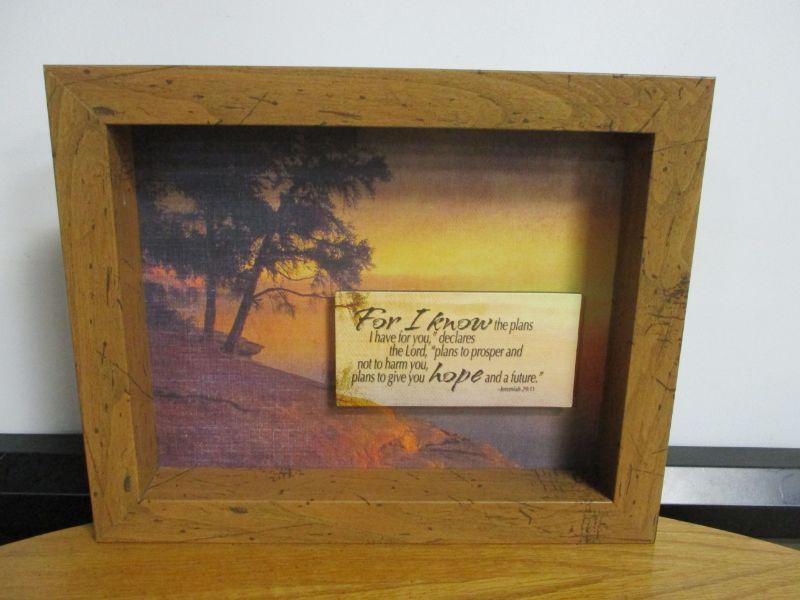 For I know the plans
I have for you," declares
the Lord, "plans to prosper and
not to harm you,
plans to give you hope and a future."
-Jeremiah 29:11